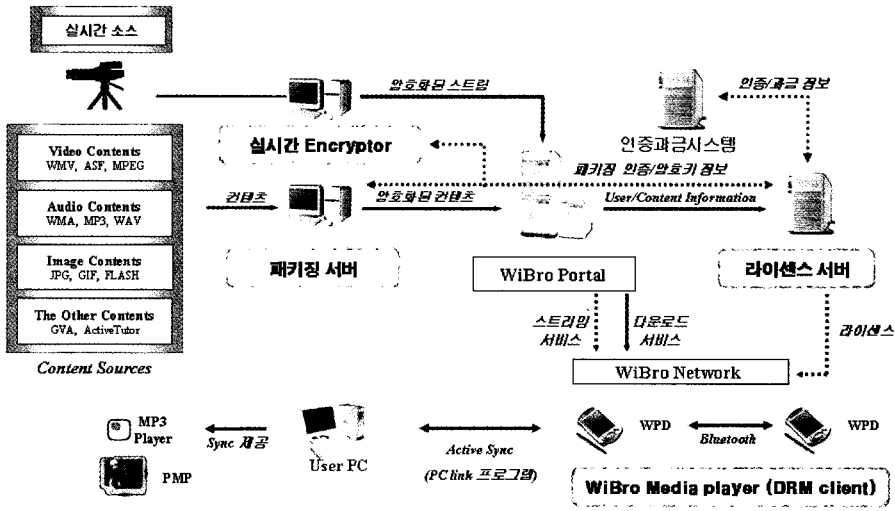 실시간 소스
Video Contents
WMV, ASF, MPEG
Audio Contents
WMA, MP3, WAV
Image Contents
JPG, GIF, FLASH
The Other Contents
GVA, ActiveTutor
Content Sources
암호화된 스트림
실시간 Encryptor
컨텐츠
암호화된 컨텐츠
패키징 서버
인증/과금 정보
인증과금시스템
패키징 인증/암호키 정보
User/Content Information
WiBro Portal
라이센스 서버
스트리밍
서비스
다운로드
서비스
라이센스
WiBro Network
MP3
Player
Sync 제공
PMP
User PC
Active Sync
(PC link 프로그램)
WPD
Bluetooth
WPD
WiBro Media player (DRM client)